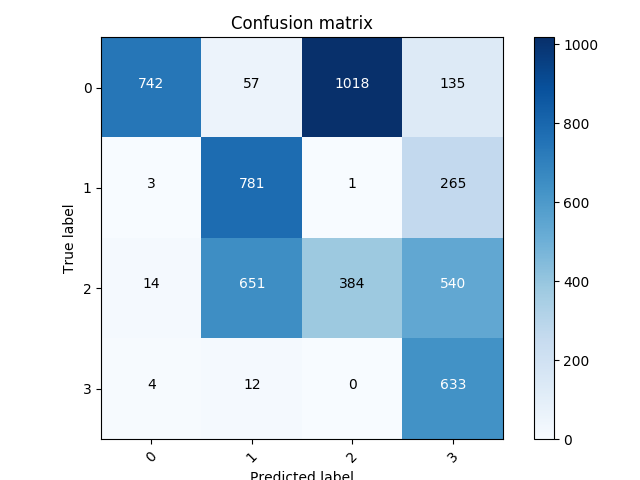 Confusion matrix
0 742 57 1018 135
1 3 781 1 265
2 14 651 384 540
3 4 12 0 633
0 1 2 3
True label
Predicted label
1000
800
600
400
200
0